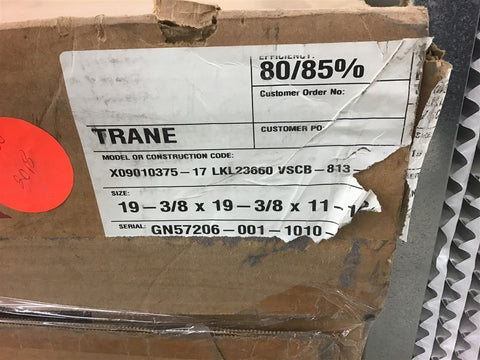 EFFICIENCY:
80/85%
Customer Order No:
TRANE
CUSTOMER PO
MODEL OR CONSTRUCTION CODE:
X09010375-17 LKL23660 VSCB-813
SIZE:
19-3/8 x 19-3/8 x 11-
SERIAL: GN57206-001-1010-